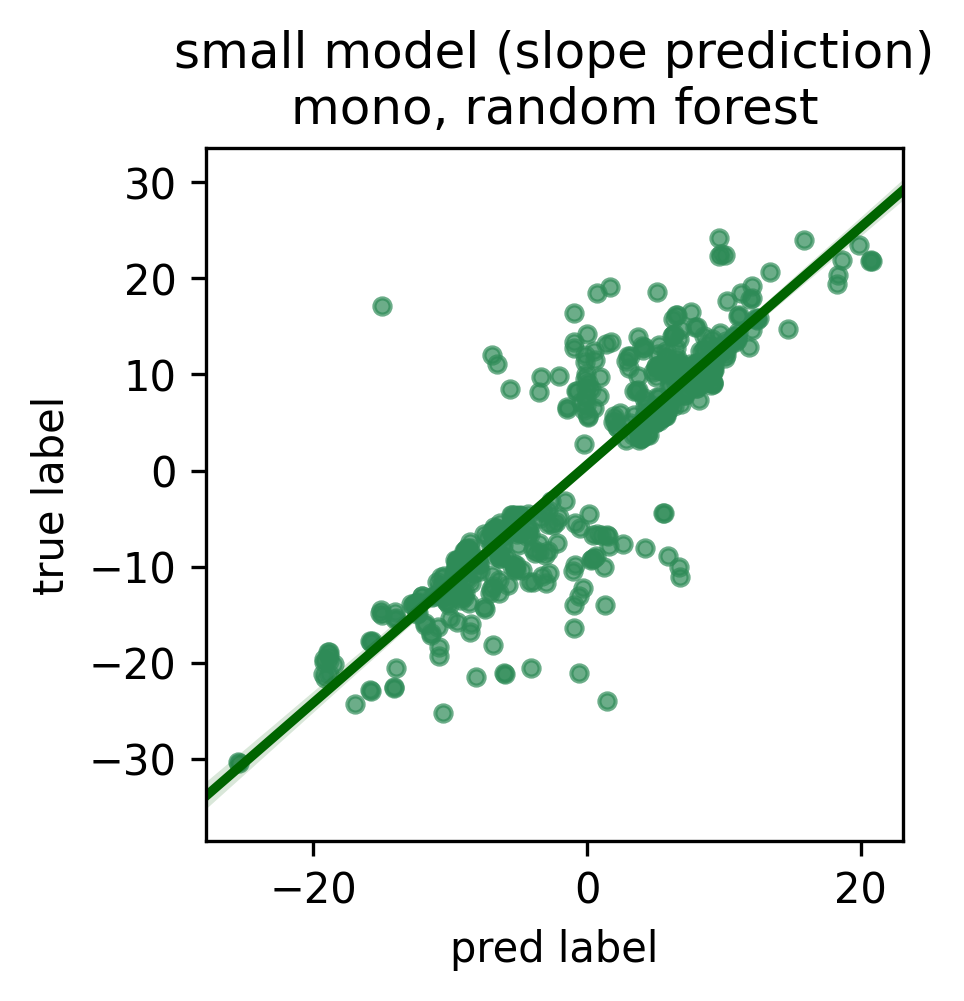 small model (slope prediction)
mono, random forest
30
20
10
0
−10
−20
−30
true label
−20
0
20
pred label